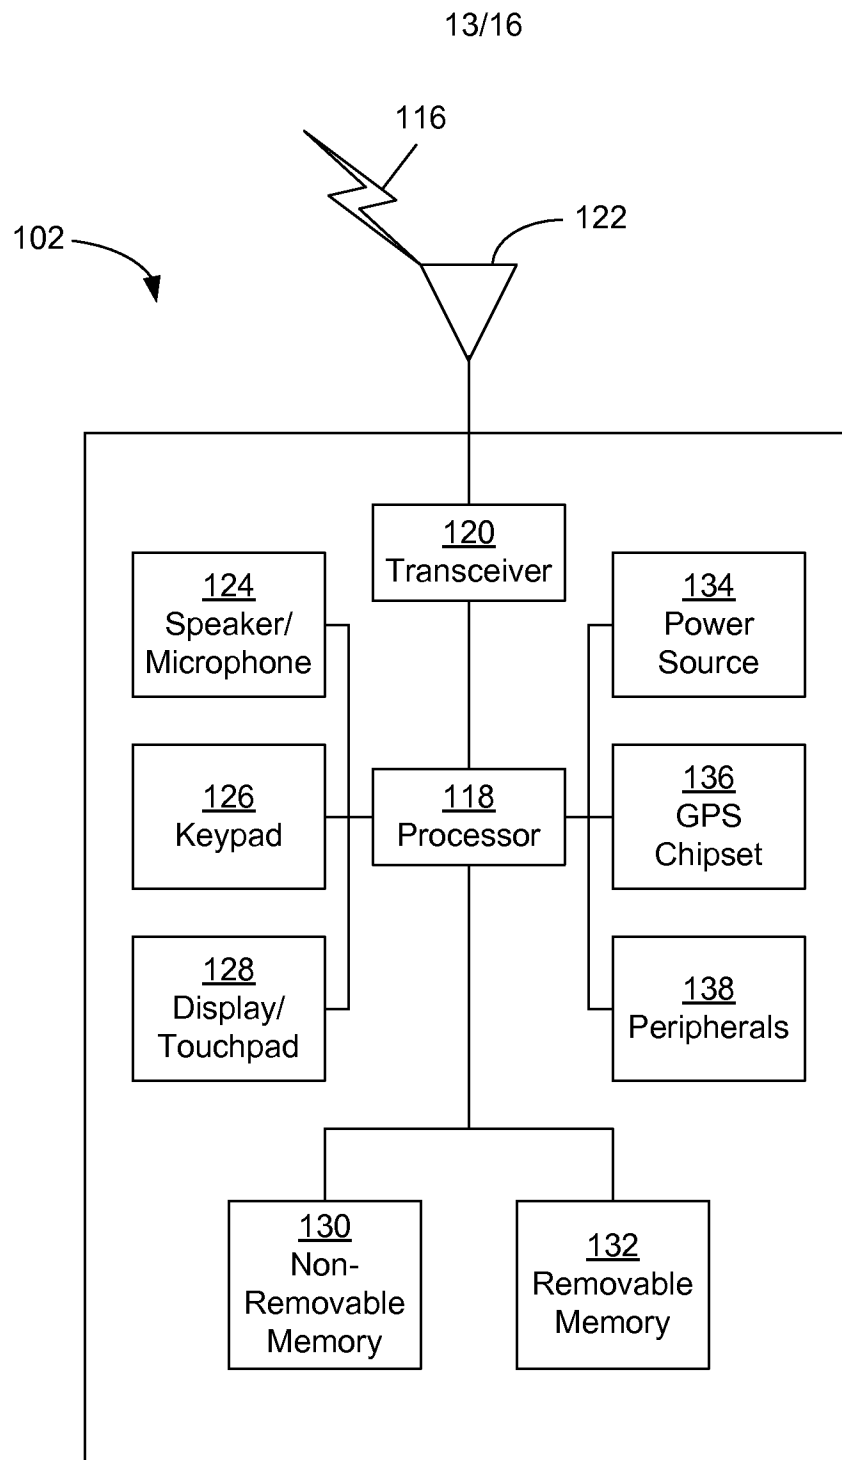 13/16
116
122
102
120
Transceiver
124
Speaker/
Microphone
134
Power
Source
126
Keypad
118
Processor
136
GPS
Chipset
128
Display/
Touchpad
138
Peripherals
130
Non-
Removable
Memory
132
Removable
Memory